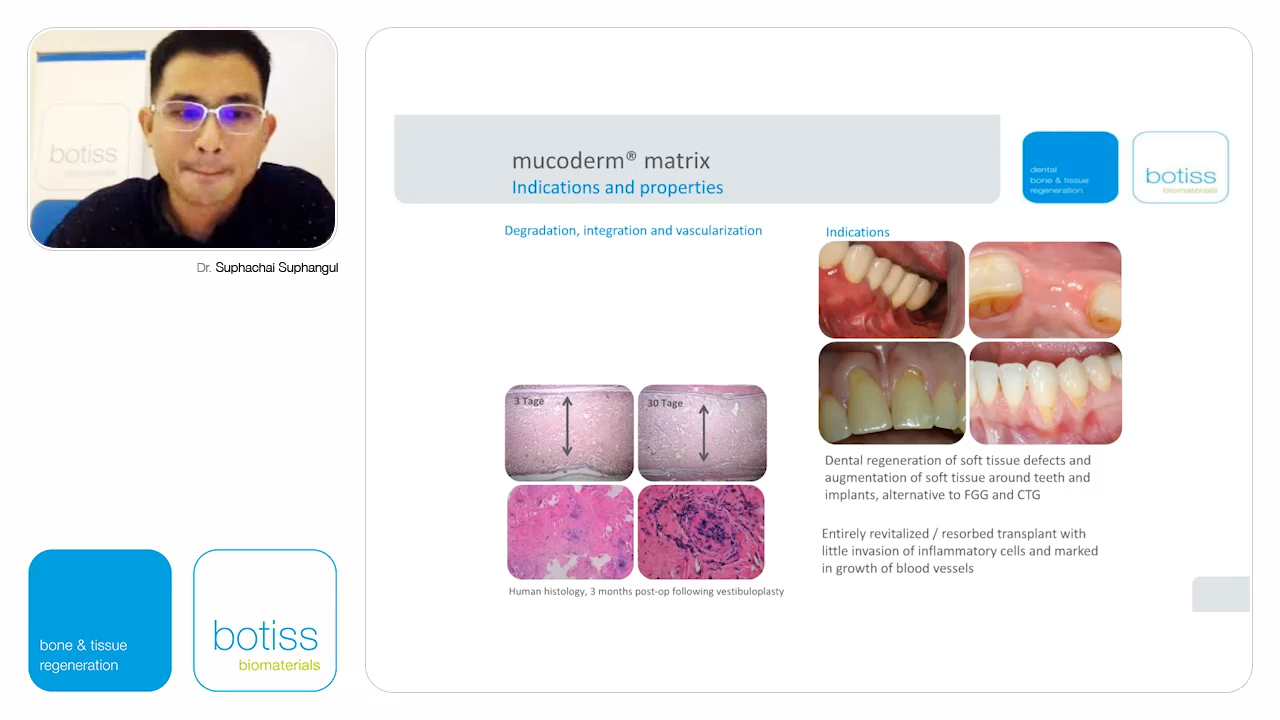 botiss
Dr. Suphachai Suphangul
bone & tissue
regeneration
botiss
biomaterials
mucoderm® matrix
Indications and properties
dental
bone & tissue
regeneration
botiss
biomaterials
Degradation, integration and vascularization
3 Tage
30 Tage
Human histology, 3 months post-op following vestibuloplasty
Indications
Dental regeneration of soft tissue defects and
augmentation of soft tissue around teeth and
implants, alternative to FGG and CTG
Entirely revitalized / resorbed transplant with
little invasion of inflammatory cells and marked
in growth of blood vessels